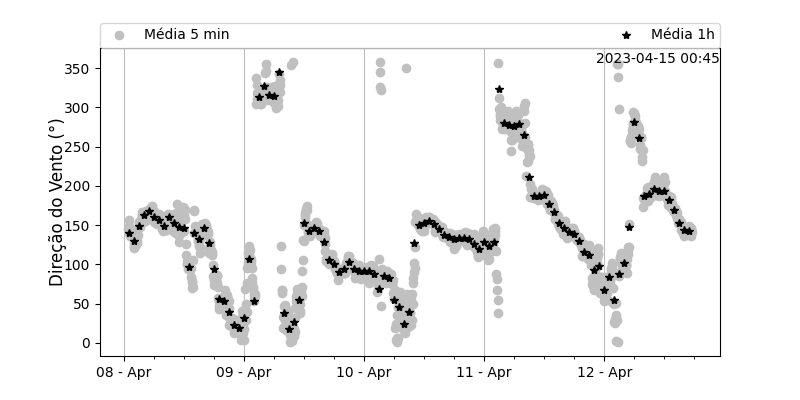 Média 5 min
Média 1h
2023-04-15 00:45
Direção do Vento (°)
350
300
250
200
150
100
50
0
08 - Apr
09 - Apr
10 - Apr
11 - Apr
12 - Apr